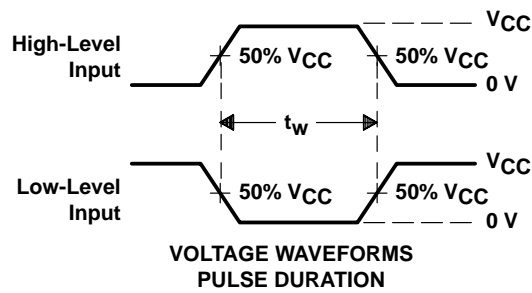 High-Level
Input
50% VCC
50% VCC
VCC
0 V
tw
Low-Level
Input
50% VCC
50% VCC
VCC
0 V
VOLTAGE WAVEFORMS
PULSE DURATION